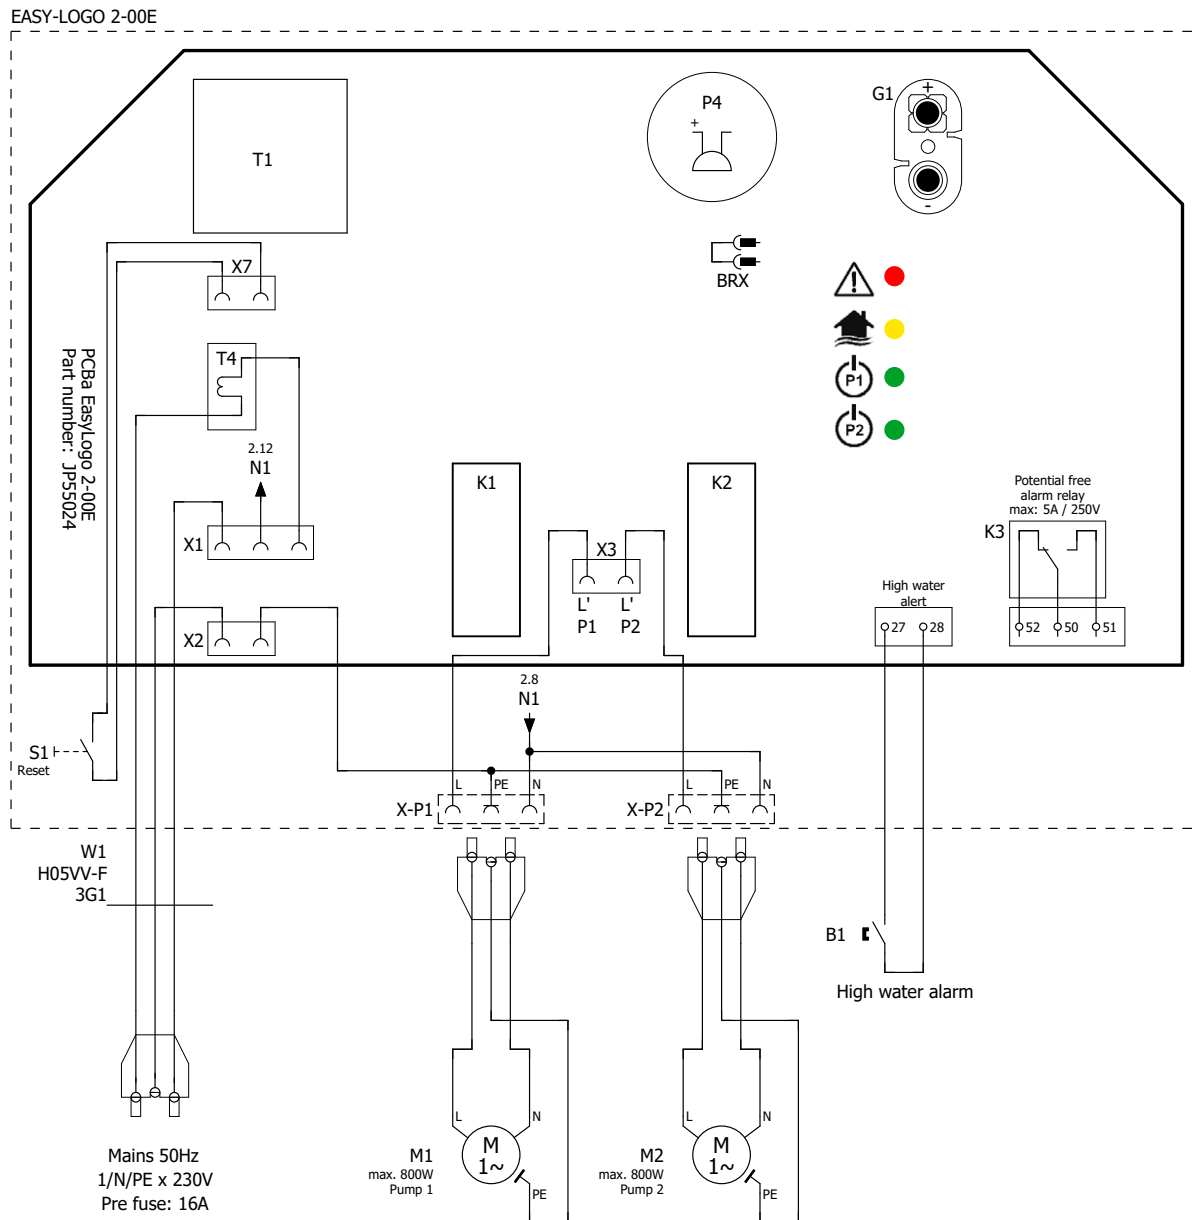 EASY-LOGO 2-00E
T1
P4
+
G1
+
-
X7
BRX
PCBa EasyLogo 2-00E
Part number: JP55024
T4
P1
P2
2.12
N1
K1
K2
X1
X3
L' L'
P1 P2
X2
Potential free
alarm relay
max: 5A / 250V
K3
High water
alert
27 28
52 50 51
2.8
N1
S1
Reset
L PE N
X-P1
L PE N
X-P2
W1
H05VV-F
3G1
B1
High water alarm
Mains 50Hz
1/N/PE x 230V
Pre fuse: 16A
L N
M
1~
PE
M1
max. 800W
Pump 1
L N
M
1~
PE
M2
max. 800W
Pump 2